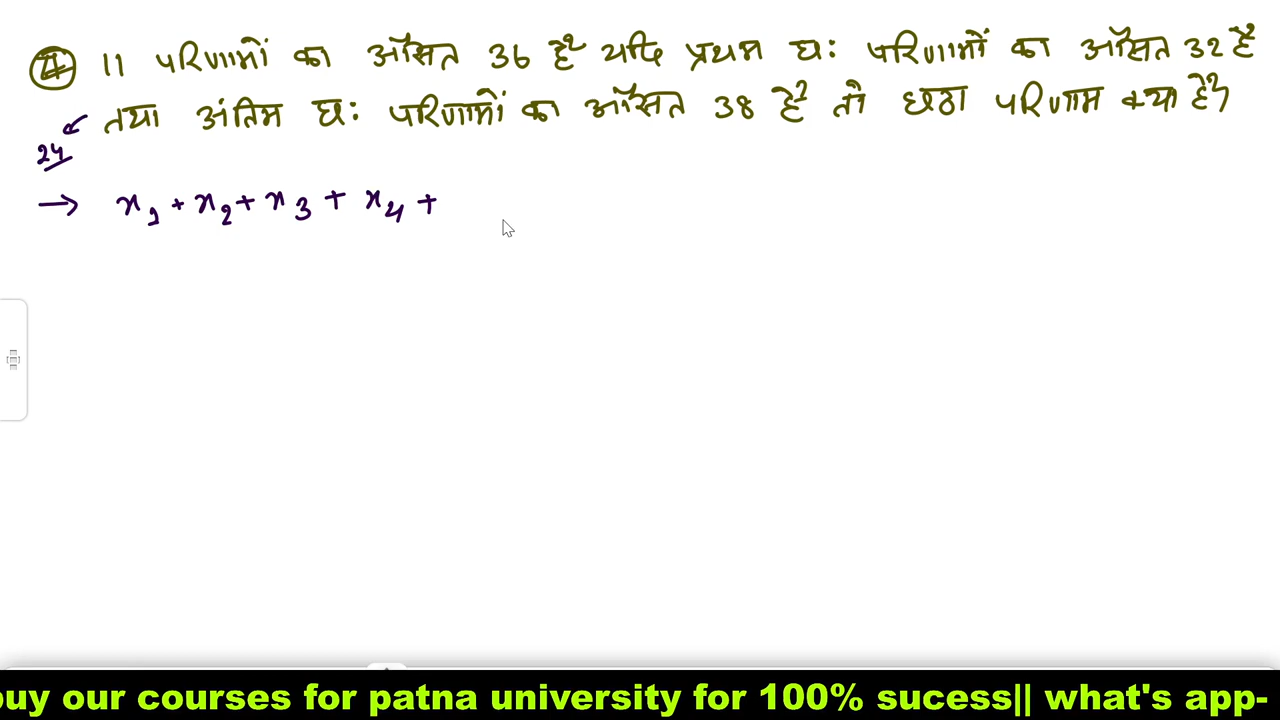 ④ 11 परिणामों का औसत 36 है यदि प्रथम छ: परिणामों का औसत 32 है
तथा अंतिम छ: परिणामों का औसत 38 है तो छठा परिणाम क्या है?
24
→ x₁ + x₂ + x₃ + x₄ +
buy our courses for patna university for 100% sucess|| what's app-